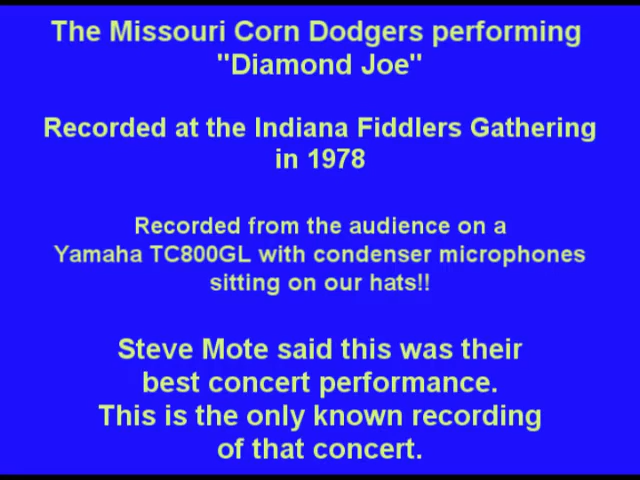 The Missouri Corn Dodgers performing
"Diamond Joe"
Recorded at the Indiana Fiddlers Gathering
in 1978
Recorded from the audience on a
Yamaha TC800GL with condenser microphones
sitting on our hats!!
Steve Mote said this was their
best concert performance.
This is the only known recording
of that concert.